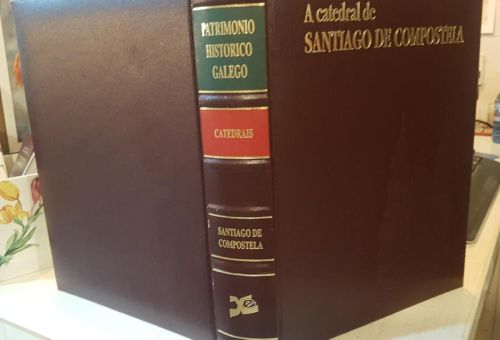 PATRIMONIO
HISTORICO
GALEGO
CATEDRAIS
SANTIAGO DE
COMPOSTELA
A catedral de
SANTIAGO DE COMPOSTELA